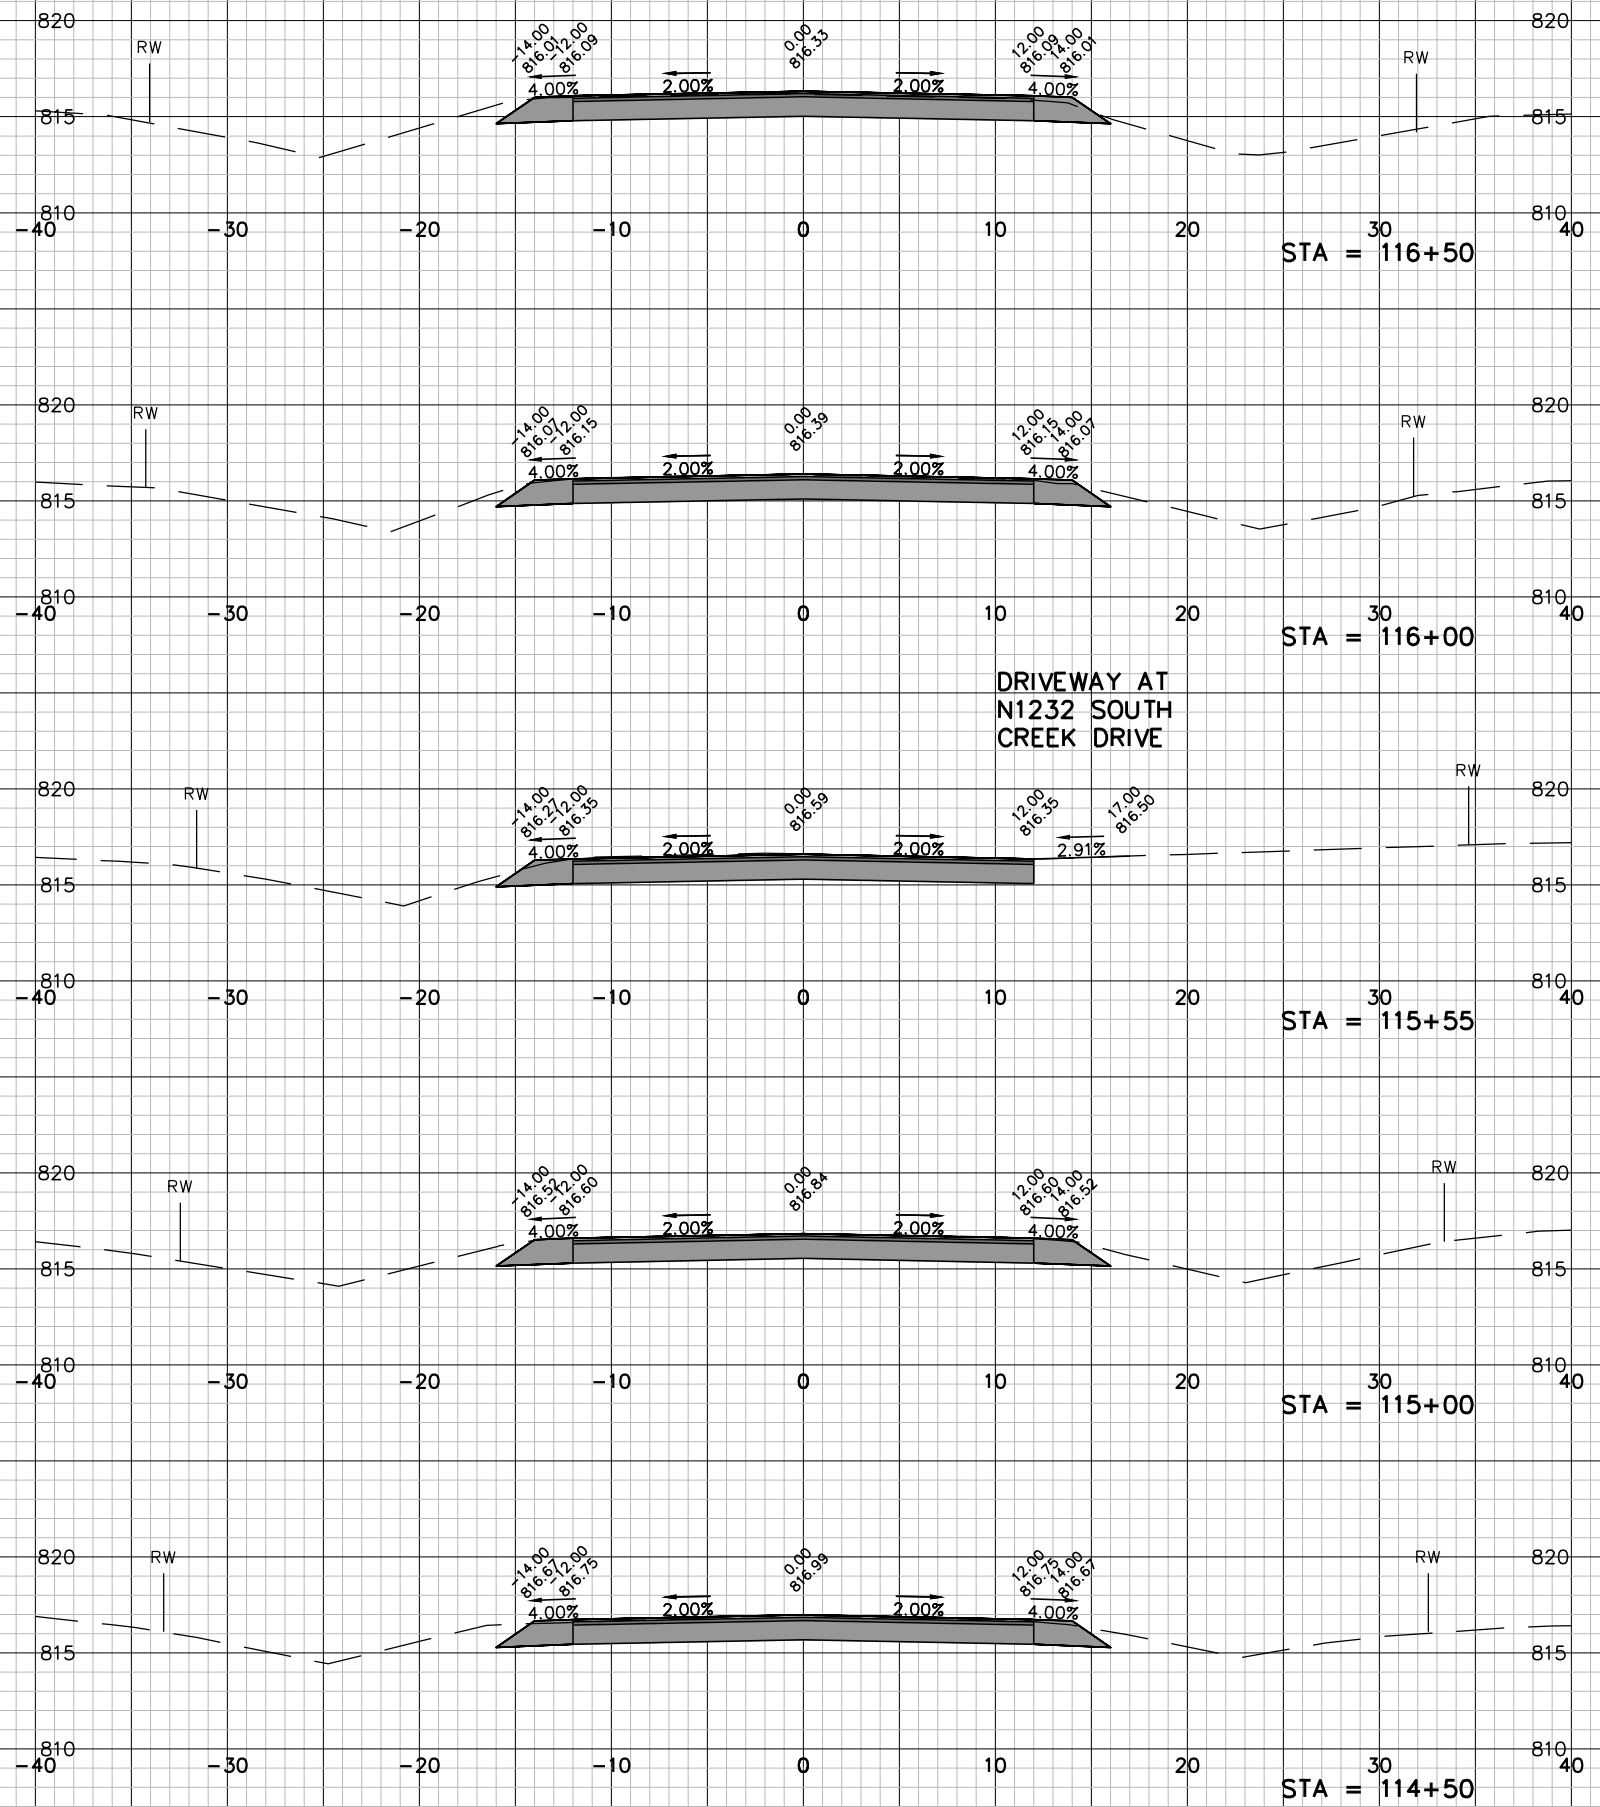 820 820
RW RW
-14.00 -12.00 0.00 12.00 14.00
816.01 816.09 816.33 816.09 816.01
4.00% 2.00% 2.00% 4.00%
815 815
810 810
-40 -30 -20 -10 0 10 20 30 40
STA = 116+50
820 820
RW RW
-14.00 -12.00 0.00 12.00 14.00
816.07 816.15 816.39 816.15 816.07
4.00% 2.00% 2.00% 4.00%
815 815
810 810
-40 -30 -20 -10 0 10 20 30 40
STA = 116+00
DRIVEWAY AT
N1232 SOUTH
CREEK DRIVE
RW
820 820
RW
-14.00 -12.00 0.00 12.00 17.00
816.27 816.35 816.59 816.35 816.50
4.00% 2.00% 2.00% 2.91%
815 815
810 810
-40 -30 -20 -10 0 10 20 30 40
STA = 115+55
820 820
RW RW
-14.00 -12.00 0.00 12.00 14.00
816.52 816.60 816.84 816.60 816.52
4.00% 2.00% 2.00% 4.00%
815 815
810 810
-40 -30 -20 -10 0 10 20 30 40
STA = 115+00
820 820
RW RW
-14.00 -12.00 0.00 12.00 14.00
816.67 816.75 816.99 816.75 816.67
4.00% 2.00% 2.00% 4.00%
815 815
810 810
-40 -30 -20 -10 0 10 20 30 40
STA = 114+50